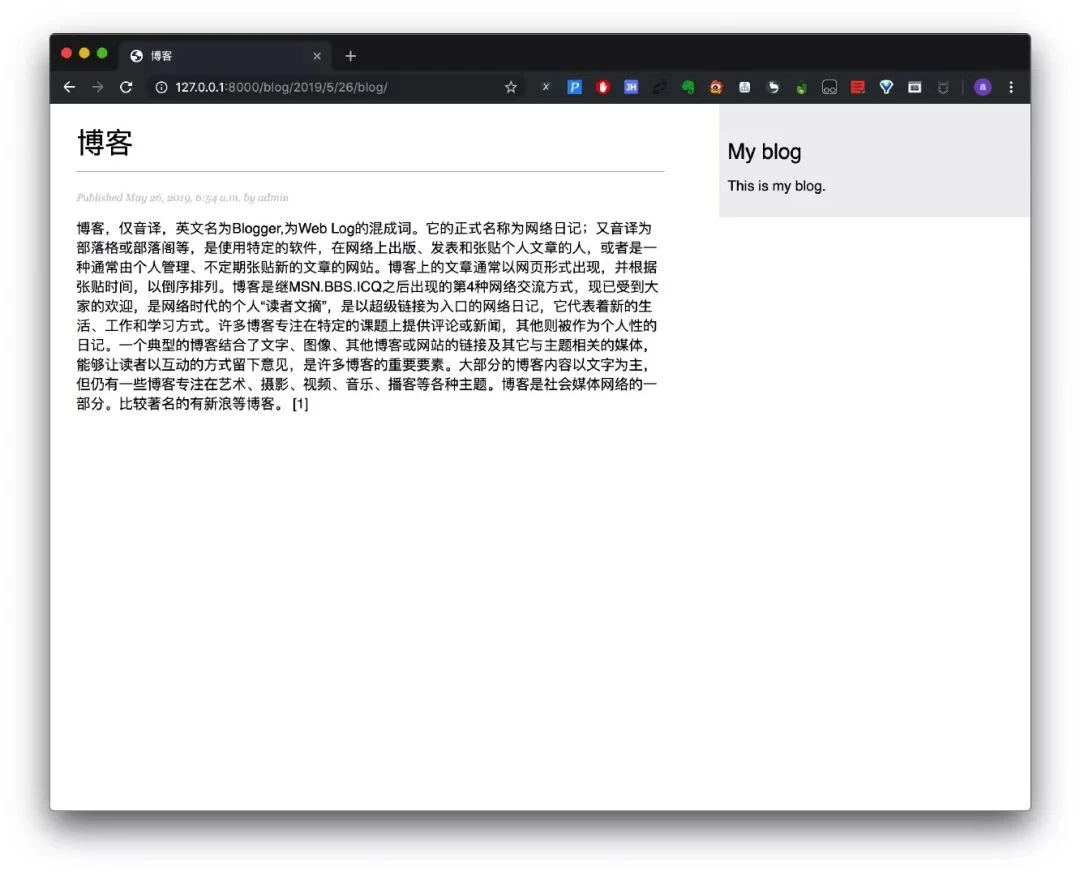 博客
127.0.0.1:8000/blog/2019/5/26/blog/
P
JH
博客
Published May 26, 2019, 6:54 a.m. by admin
博客，仅音译，英文名为Blogger,为Web Log的混成词。它的正式名称为网络日记；又音译为
部落格或部落阁等，是使用特定的软件，在网络上出版、发表和张贴个人文章的人，或者是一
种通常由个人管理、不定期张贴新的文章的网站。博客上的文章通常以网页形式出现，并根据
张贴时间，以倒序排列。博客是继MSN.BBS.ICQ之后出现的第4种网络交流方式，现已受到大
家的欢迎，是网络时代的个人“读者文摘”，是以超级链接为入口的网络日记，它代表着新的生
活、工作和学习方式。许多博客专注在特定的课题上提供评论或新闻，其他则被作为个人性的
日记。一个典型的博客结合了文字、图像、其他博客或网站的链接及其它与主题相关的媒体，
能够让读者以互动的方式留下意见，是许多博客的重要要素。大部分的博客内容以文字为主，
但仍有一些博客专注在艺术、摄影、视频、音乐、播客等各种主题。博客是社会媒体网络的一
部分。比较著名的有新浪等博客。 [1]
My blog
This is my blog.